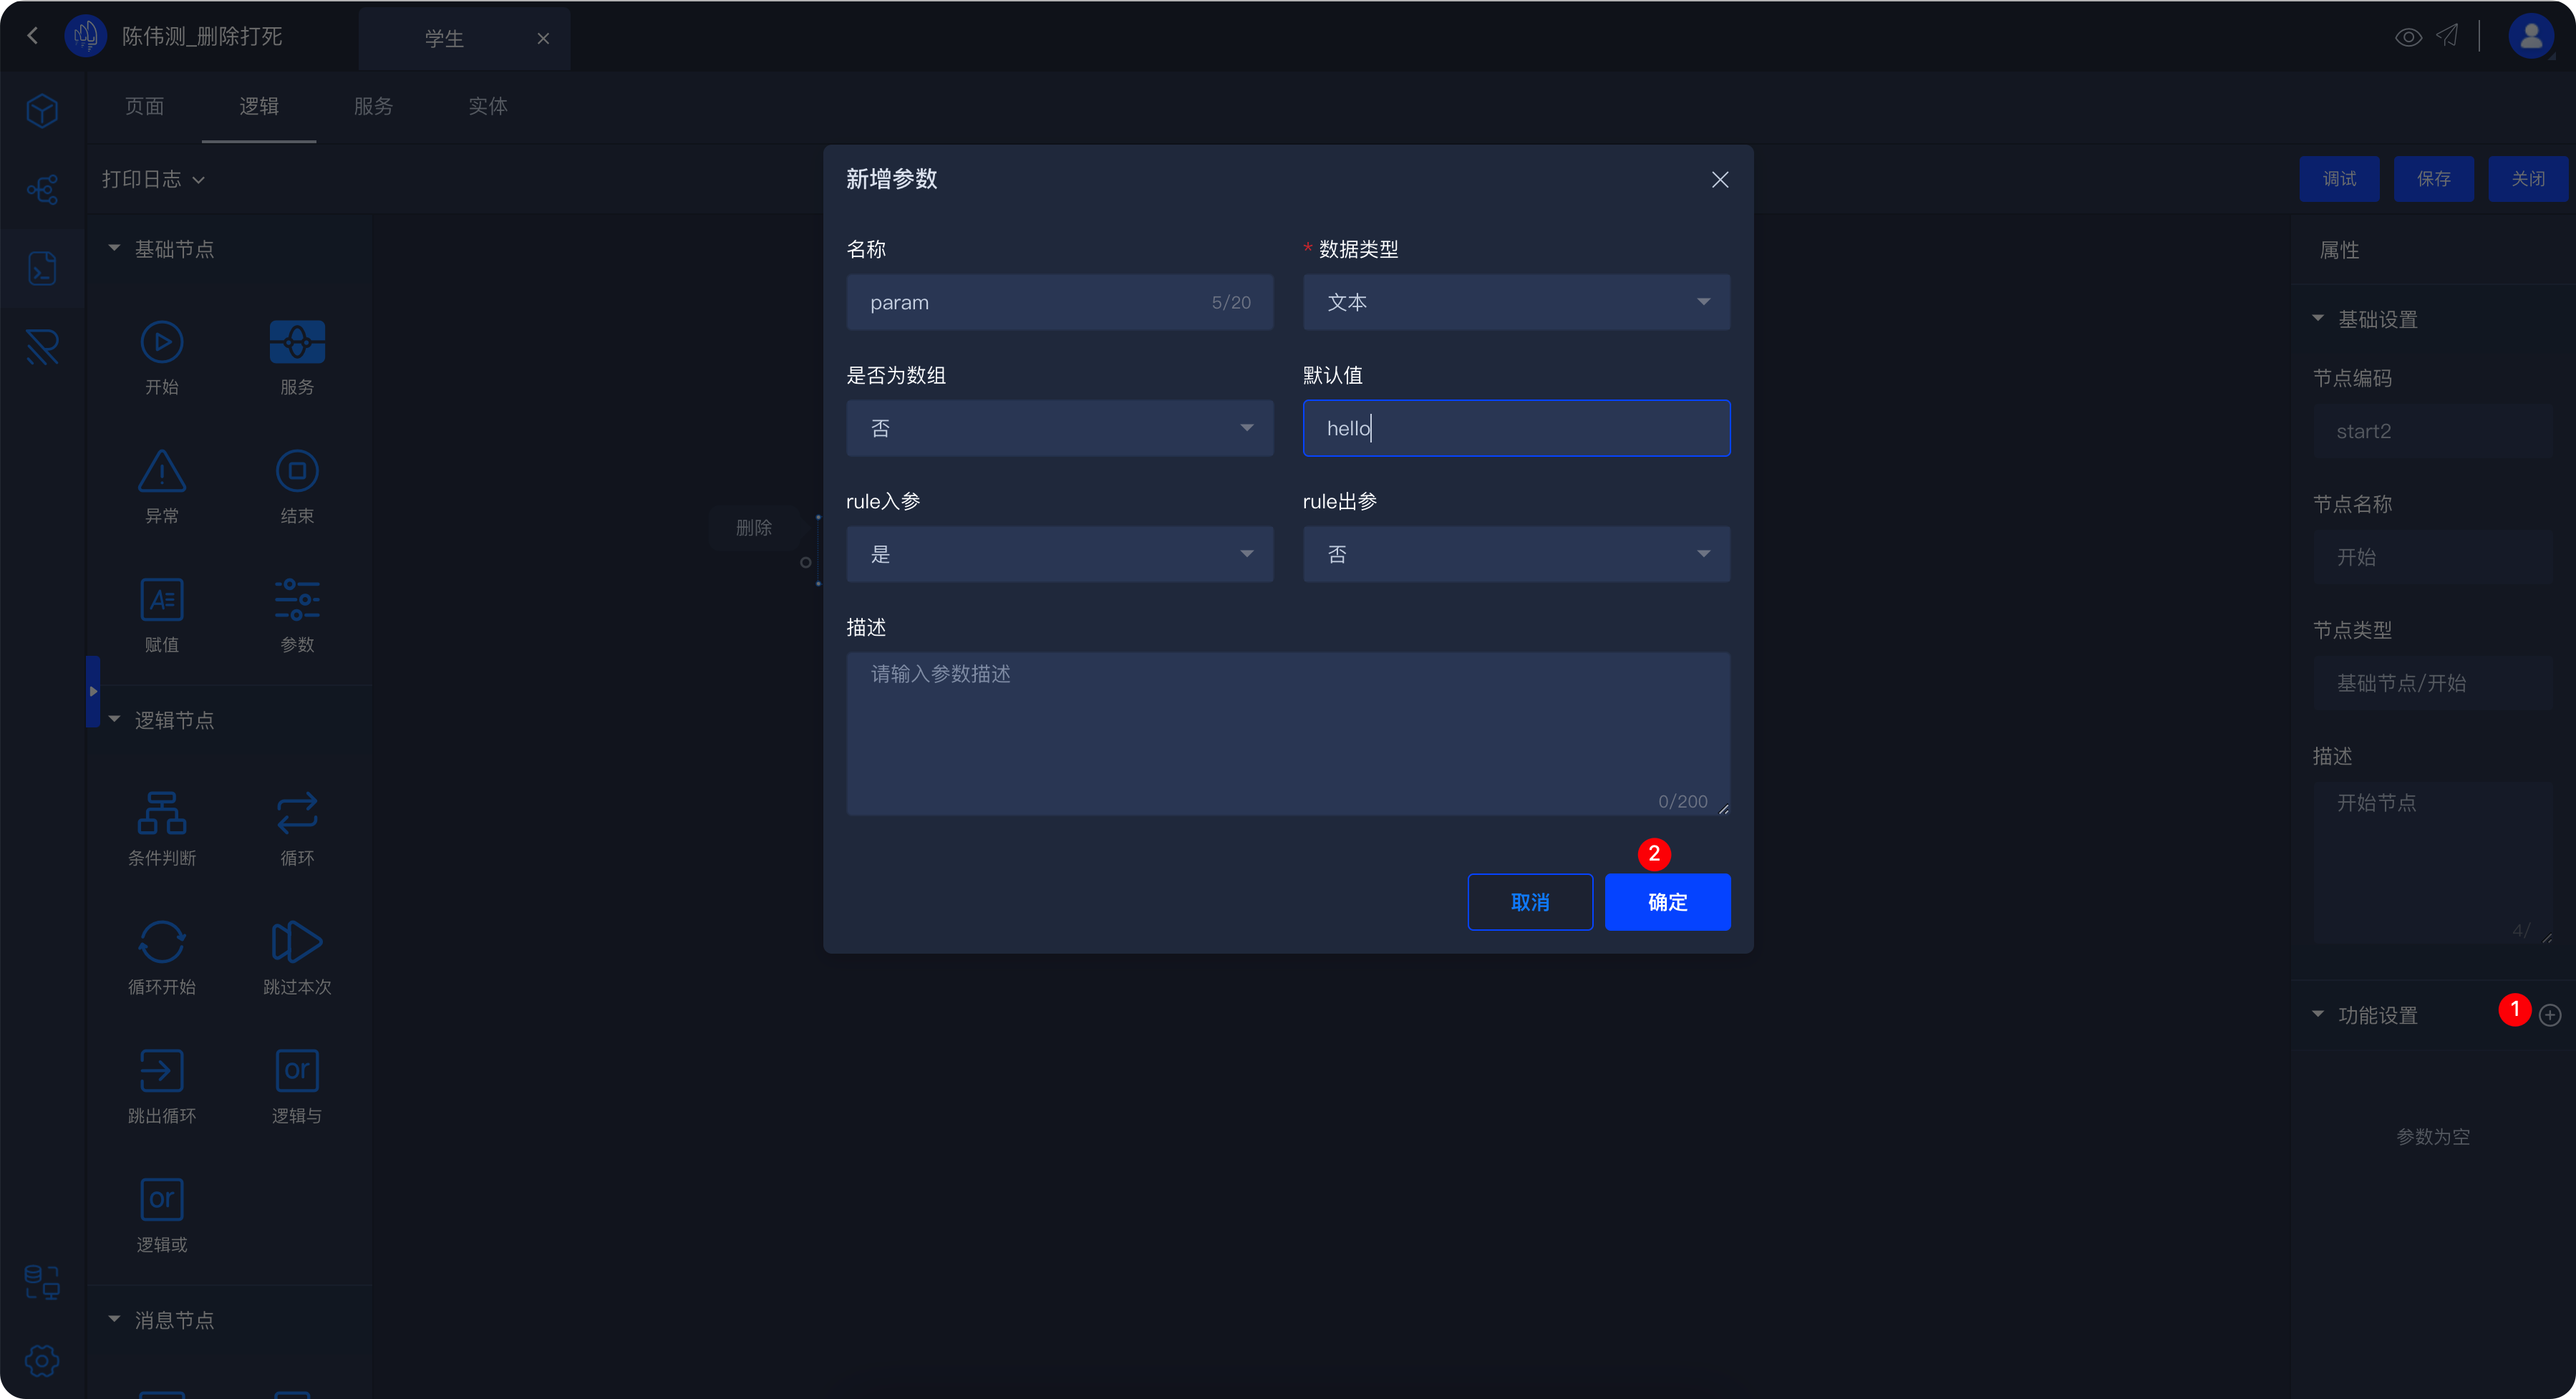 陈伟测_删除打死
学生
页面
逻辑
服务
实体
打印日志
调试
保存
关闭
基础节点
开始
服务
异常
结束
赋值
参数
逻辑节点
条件判断
循环
循环开始
跳过本次
跳出循环
or
逻辑与
or
逻辑或
消息节点
删除
新增参数
名称
* 数据类型
param
5/20
文本
是否为数组
默认值
否
hello
rule入参
rule出参
是
否
描述
请输入参数描述
0/200
2
取消
确定
属性
基础设置
节点编码
start2
节点名称
开始
节点类型
基础节点/开始
描述
开始节点
4/
功能设置
1
参数为空